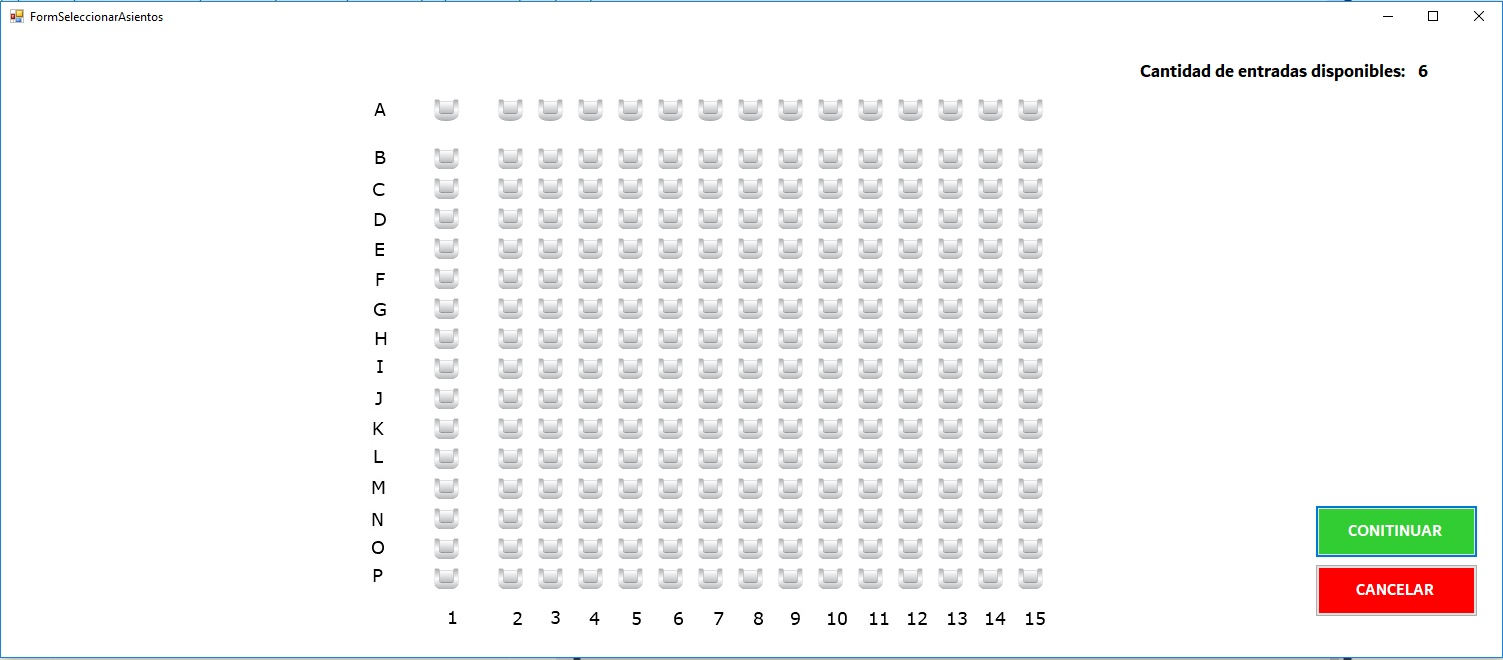 FormSeleccionarAsientos
Cantidad de entradas disponibles: 6
A
B
C
D
E
F
G
H
I
J
K
L
M
N
O
P
1 2 3 4 5 6 7 8 9 10 11 12 13 14 15
CONITINUAR
CANCELAR